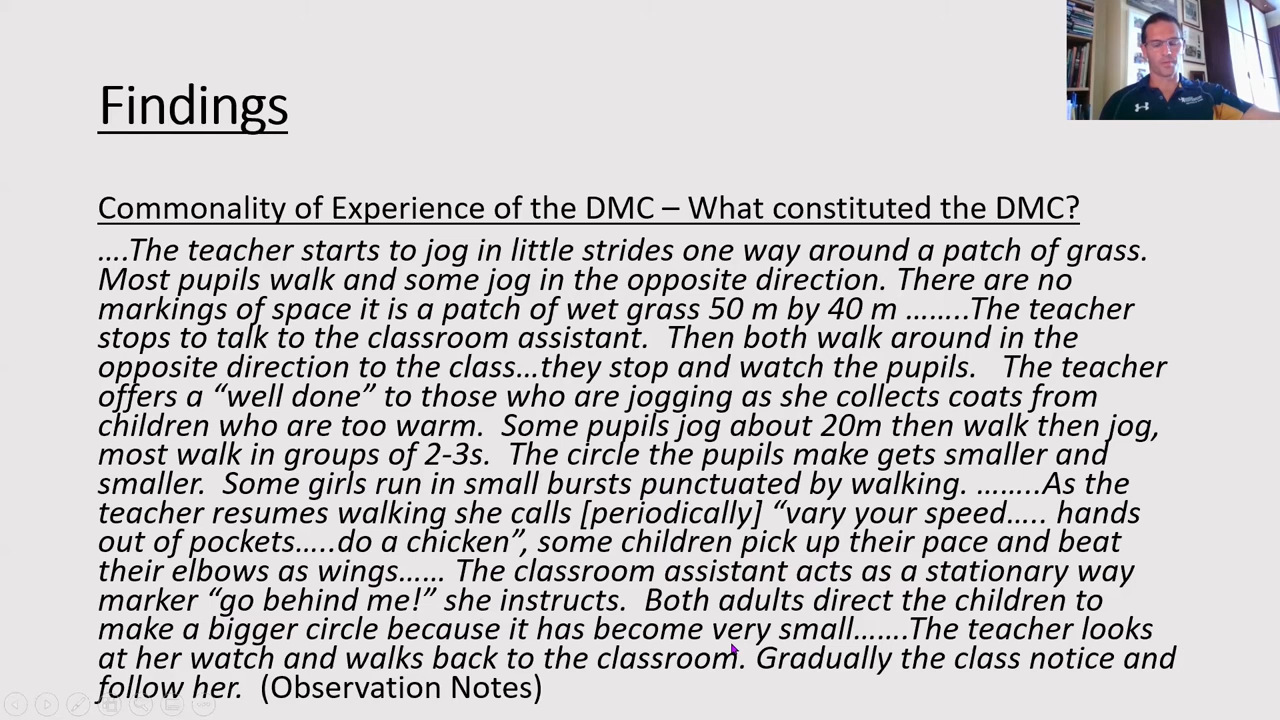 Findings
Commonality of Experience of the DMC – What constituted the DMC?
….The teacher starts to jog in little strides one way around a patch of grass.
Most pupils walk and some jog in the opposite direction. There are no
markings of space it is a patch of wet grass 50 m by 40 m ……..The teacher
stops to talk to the classroom assistant.  Then both walk around in the
opposite direction to the class…they stop and watch the pupils.   The teacher
offers a “well done” to those who are jogging as she collects coats from
children who are too warm.  Some pupils jog about 20m then walk then jog,
most walk in groups of 2-3s.  The circle the pupils make gets smaller and
smaller.  Some girls run in small bursts punctuated by walking. ……..As the
teacher resumes walking she calls [periodically] “vary your speed….. hands
out of pockets…..do a chicken”, some children pick up their pace and beat
their elbows as wings…… The classroom assistant acts as a stationary way
marker “go behind me!” she instructs.  Both adults direct the children to
make a bigger circle because it has become very small…….The teacher looks
at her watch and walks back to the classroom. Gradually the class notice and
follow her.  (Observation Notes)